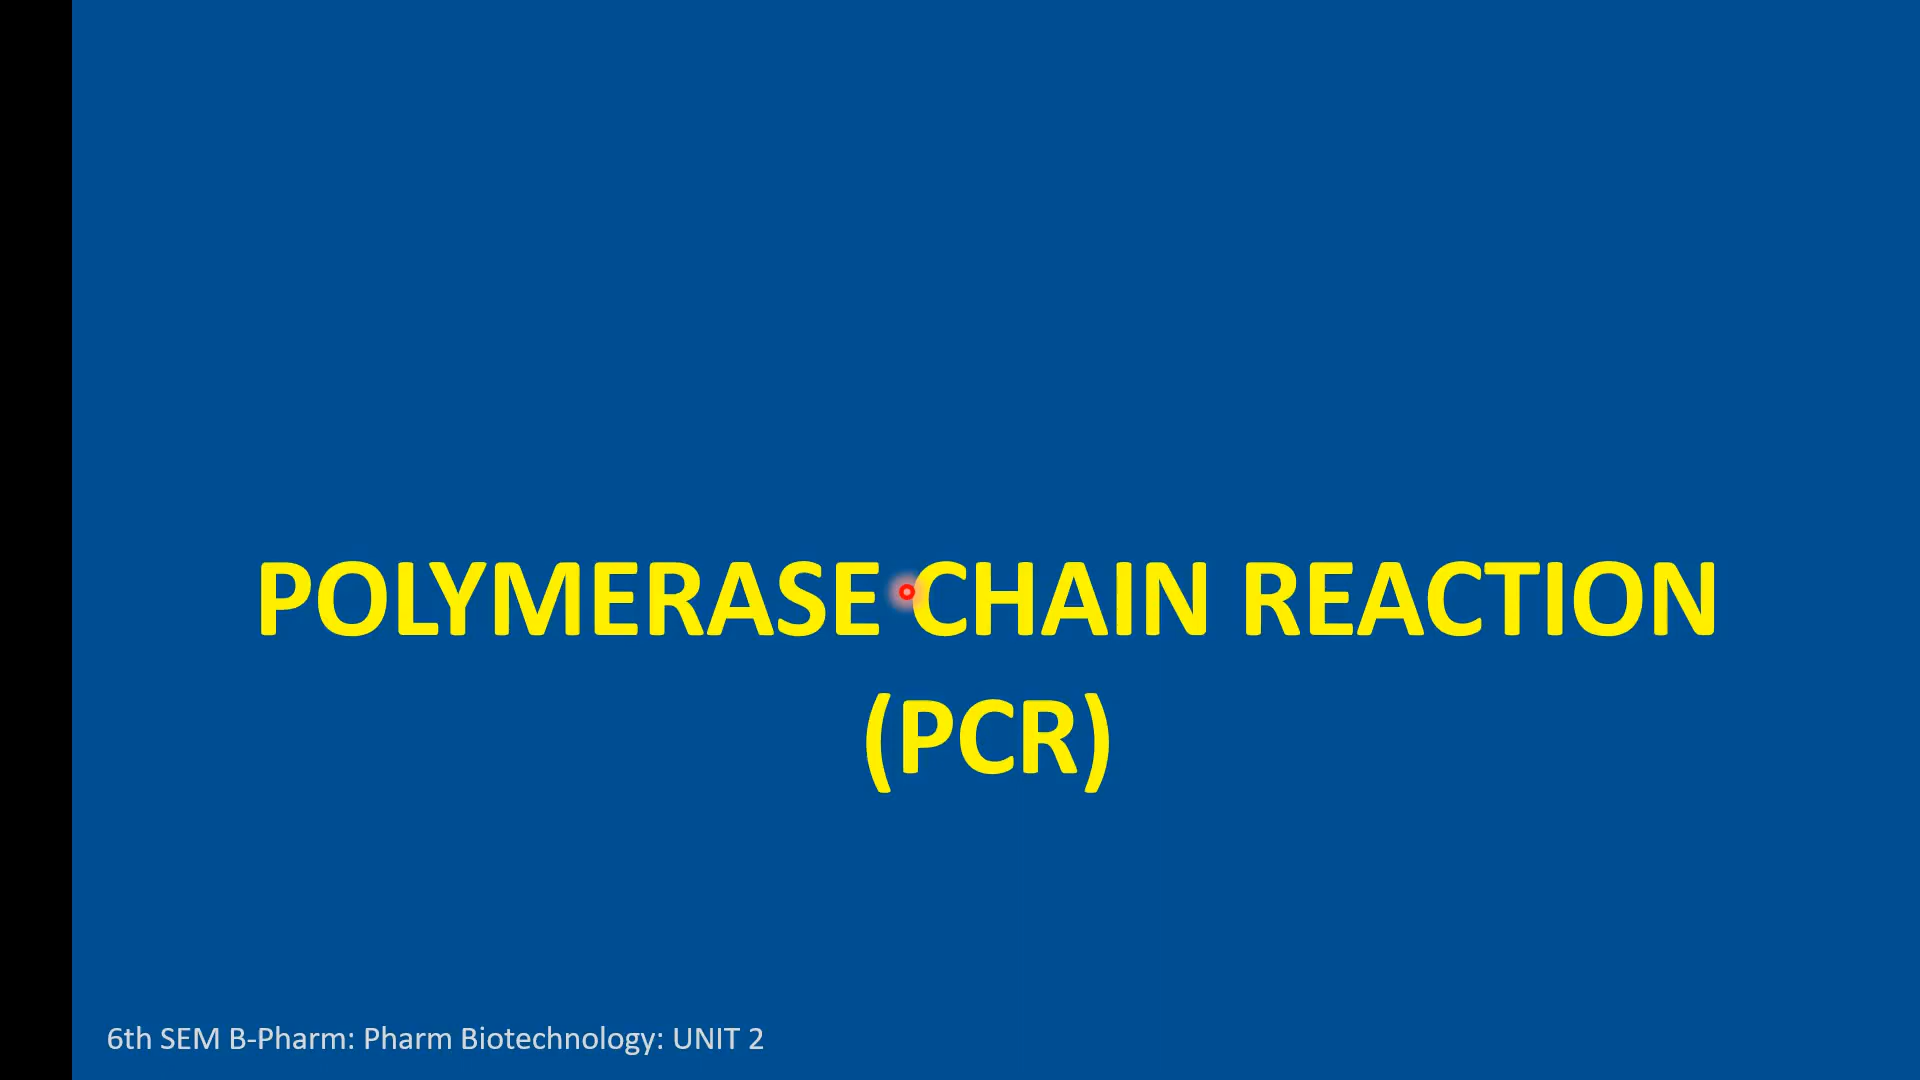 POLYMERASE CHAIN REACTION
(PCR)
6th SEM B-Pharm: Pharm Biotechnology: UNIT 2